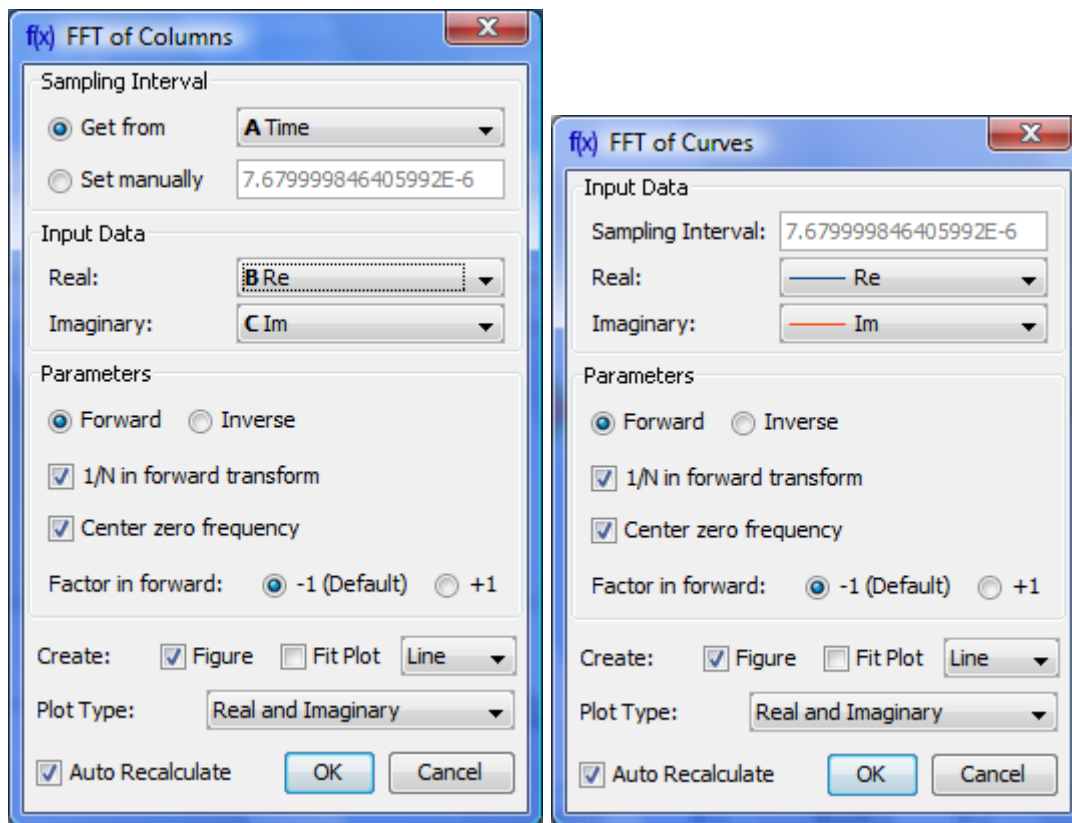 f(x) FFT of Columns
Sampling Interval
Get from A Time
Set manually 7.679999846405992E-6
Input Data
Real: B Re
Imaginary: C Im
Parameters
Forward Inverse
1/N in forward transform
Center zero frequency
Factor in forward: -1 (Default) +1
Create: Figure Fit Plot Line
Plot Type: Real and Imaginary
Auto Recalculate OK Cancel
f(x) FFT of Curves
Input Data
Sampling Interval: 7.679999846405992E-6
Real: Re
Imaginary: Im
Parameters
Forward Inverse
1/N in forward transform
Center zero frequency
Factor in forward: -1 (Default) +1
Create: Figure Fit Plot Line
Plot Type: Real and Imaginary
Auto Recalculate OK Cancel